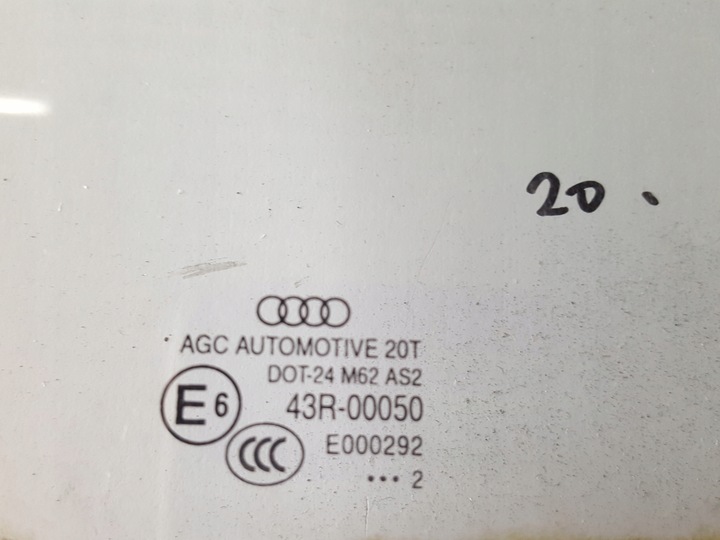 20.
AGC AUTOMOTIVE 20T
DOT-24 M62 AS2
E6 43R-00050
CCC E000292
... 2